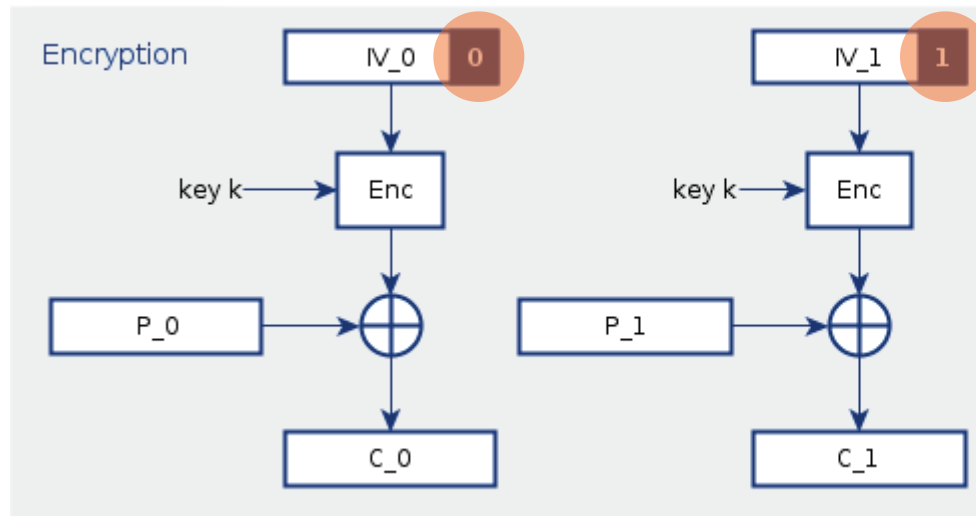 Encryption
IV_0 0
IV_1 1
key k
Enc
key k
Enc
P_0
P_1
C_0
C_1